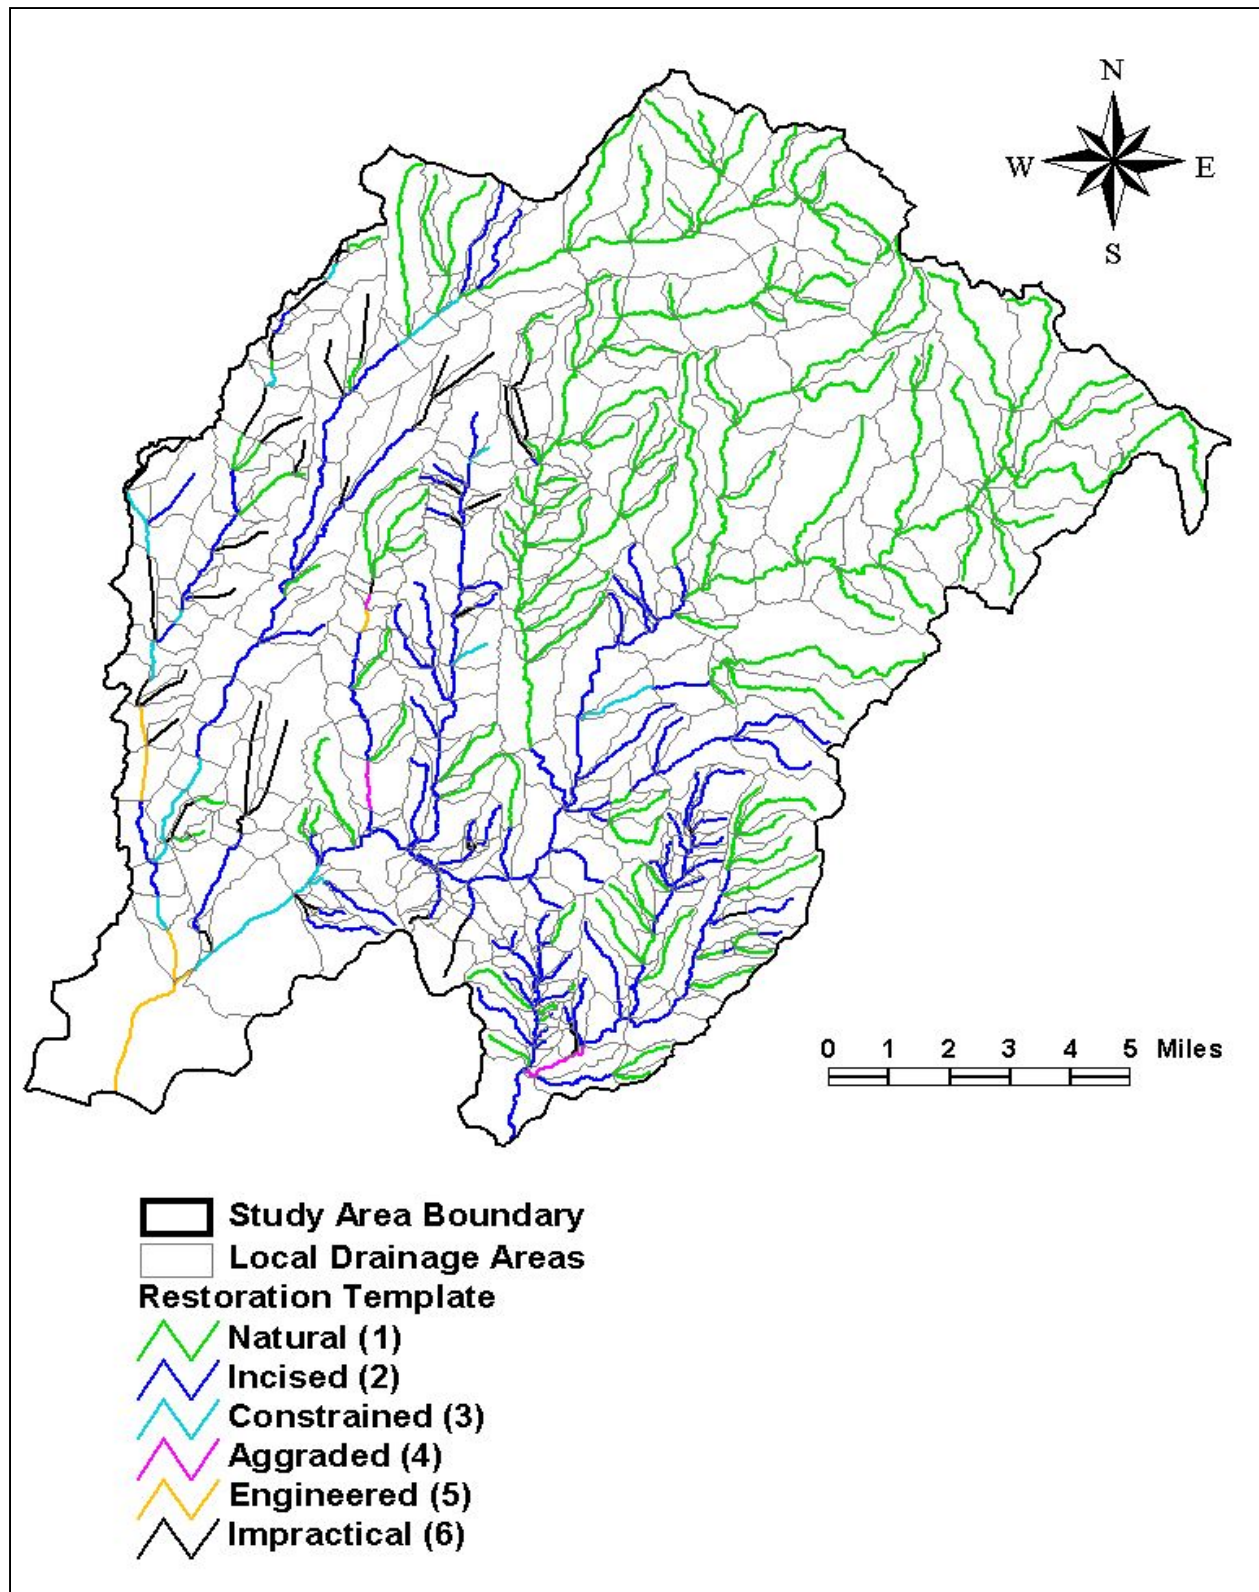 N
W E
S
0 1 2 3 4 5 Miles
Study Area Boundary
Local Drainage Areas
Restoration Template
Natural (1)
Incised (2)
Constrained (3)
Aggraded (4)
Engineered (5)
Impractical (6)